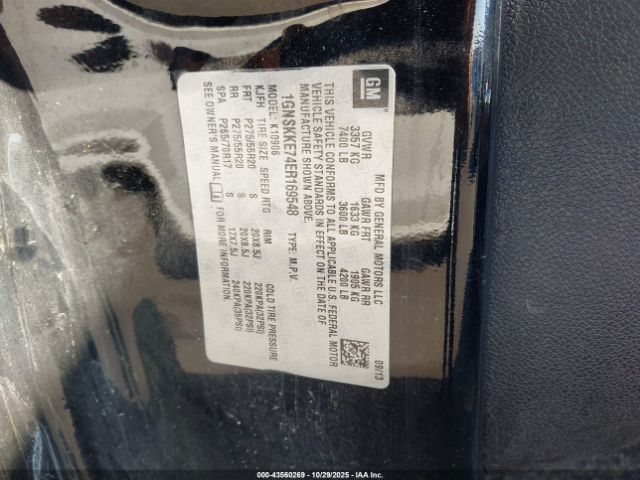 GM
MFD BY GENERAL MOTORS LLC
09/13
GVWR GAWR FRT GAWR RR
3357 KG 1633 KG 1905 KG
7400 LB 3600 LB 4200 LB
THIS VEHICLE CONFORMS TO ALL APPLICABLE U.S. FEDERAL MOTOR
VEHICLE SAFETY STANDARDS IN EFFECT ON THE DATE OF
MANUFACTURE SHOWN ABOVE.
1GNSKKE74ER169548 TYPE: M.P.V.
MODEL: K10906
KJFH TIRE SIZE SPEED RTG RIM COLD TIRE PRESSURE
FRT P275/55R20 S 20X8.5J 220KPA(32PSI)
RR P275/55R20 S 20X8.5J 220KPA(32PSI)
SPA P265/70R17 S 17X7.5J 240KPA(35PSI)
SEE OWNER'S MANUAL FOR MORE INFORMATION.
000-43560269 - 10/29/2025 - IAAI.COM